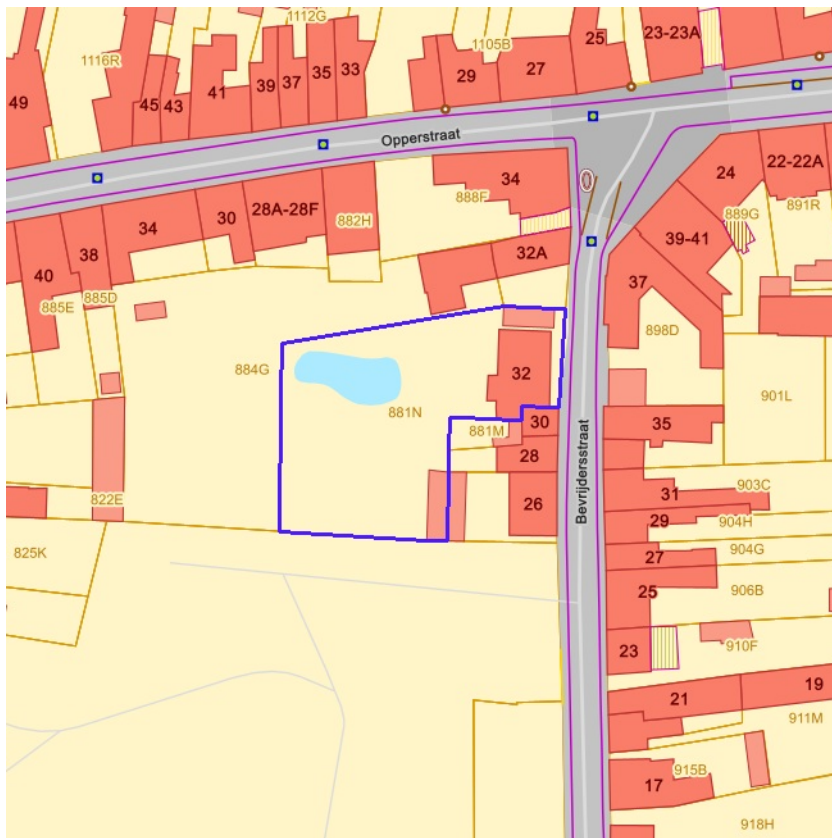 1112G
1116R
1105B
23-23A
25
49
45
43
41
39
37
35
33
29
27
Opperstraat
34
888F
24
22-22A
891R
889G
39-41
34
30
28A-28F
882H
40
38
32A
37
885E
885D
898D
884G
32
881N
901L
30
881M
35
28
822E
26
Bevrijdersstraat
31
903C
29
904H
825K
27
904G
25
906B
23
910F
19
21
911M
915B
17
918H